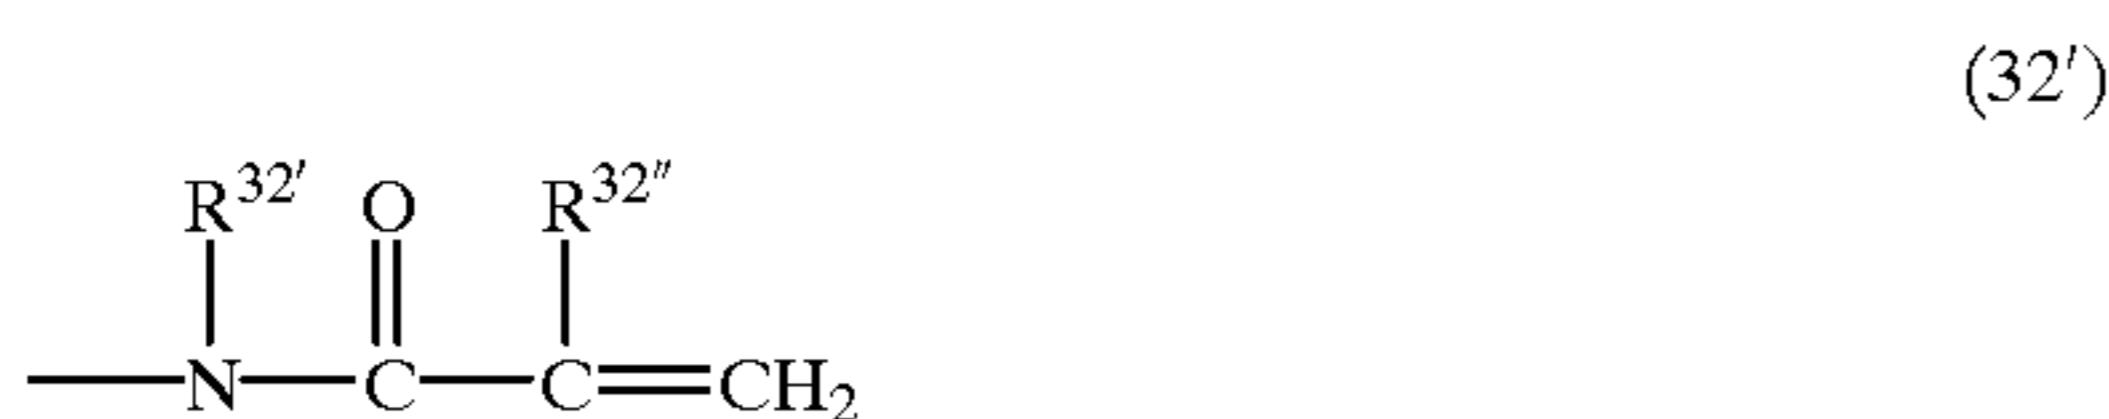 (32′)
R³²′ O R³²″
—N—C—C=CH₂